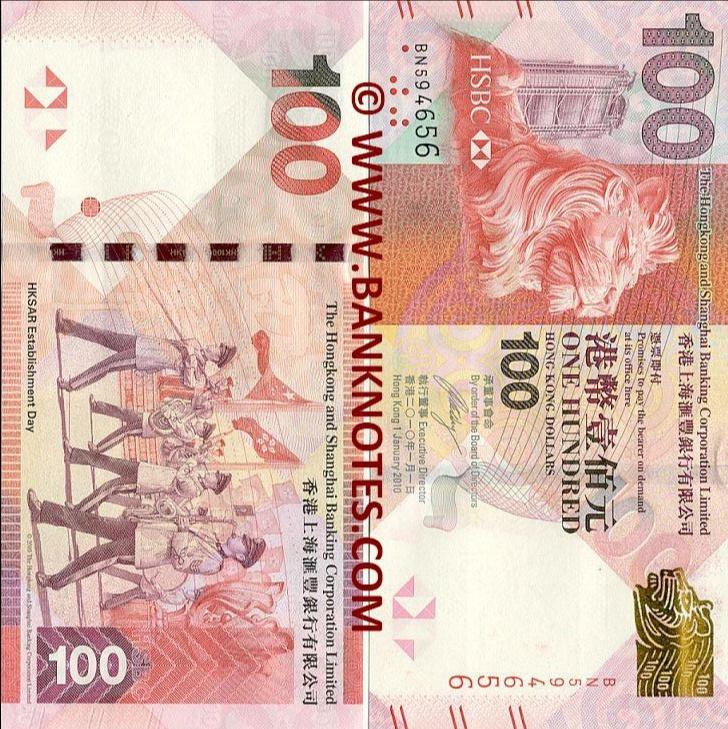 100
HKSAR Establishment Day
The Hongkong and Shanghai Banking Corporation Limited
香港上海滙豐銀行有限公司
100
© WWW.BANKNOTES.COM
100
BN594656
HSBC
The Hongkong and Shanghai Banking Corporation Limited
香港上海滙豐銀行有限公司
憑票即付
Promises to pay the bearer on demand
at its office here
港幣壹佰元
ONE HUNDRED
HONG KONG DOLLARS
100
承董事會命
By order of the Board of Directors
執行董事 Executive Director
香港二〇一〇年一月一日
Hong Kong 1 January 2010
BN594656